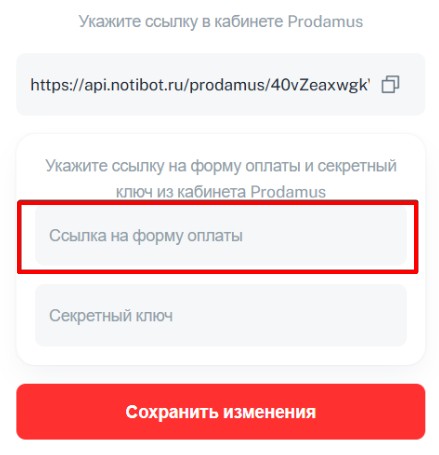 Укажите ссылку в кабинете Prodamus
https://api.notibot.ru/prodamus/40vZeaxwgk
Укажите ссылку на форму оплаты и секретный
ключ из кабинета Prodamus
Ссылка на форму оплаты
Секретный ключ
Сохранить изменения